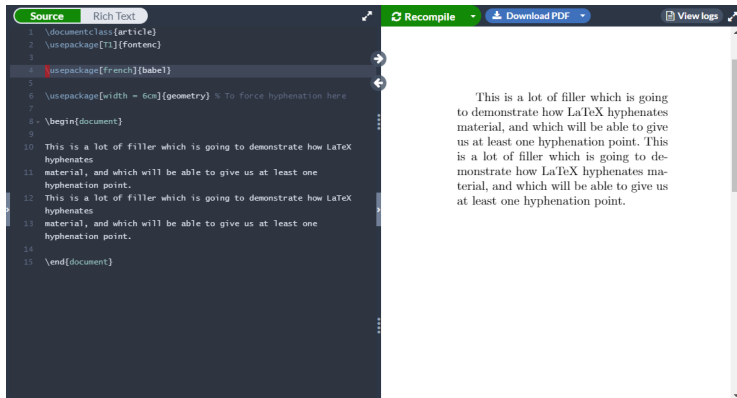 Source Rich Text
Recompile Download PDF View logs
1 \documentclass{article}
2 \usepackage[T1]{fontenc}
3
4 \usepackage[french]{babel}
5
6 \usepackage[width = 6cm]{geometry} % To force hyphenation here
7
8 \begin{document}
9
10 This is a lot of filler which is going to demonstrate how LaTeX
hyphenates
11 material, and which will be able to give us at least one
hyphenation point.
12 This is a lot of filler which is going to demonstrate how LaTeX
hyphenates
13 material, and which will be able to give us at least one
hyphenation point.
14
15 \end{document}
This is a lot of filler which is going
to demonstrate how LaTeX hyphenates
material, and which will be able to give
us at least one hyphenation point. This
is a lot of filler which is going to de-
monstrate how LaTeX hyphenates ma-
terial, and which will be able to give us
at least one hyphenation point.